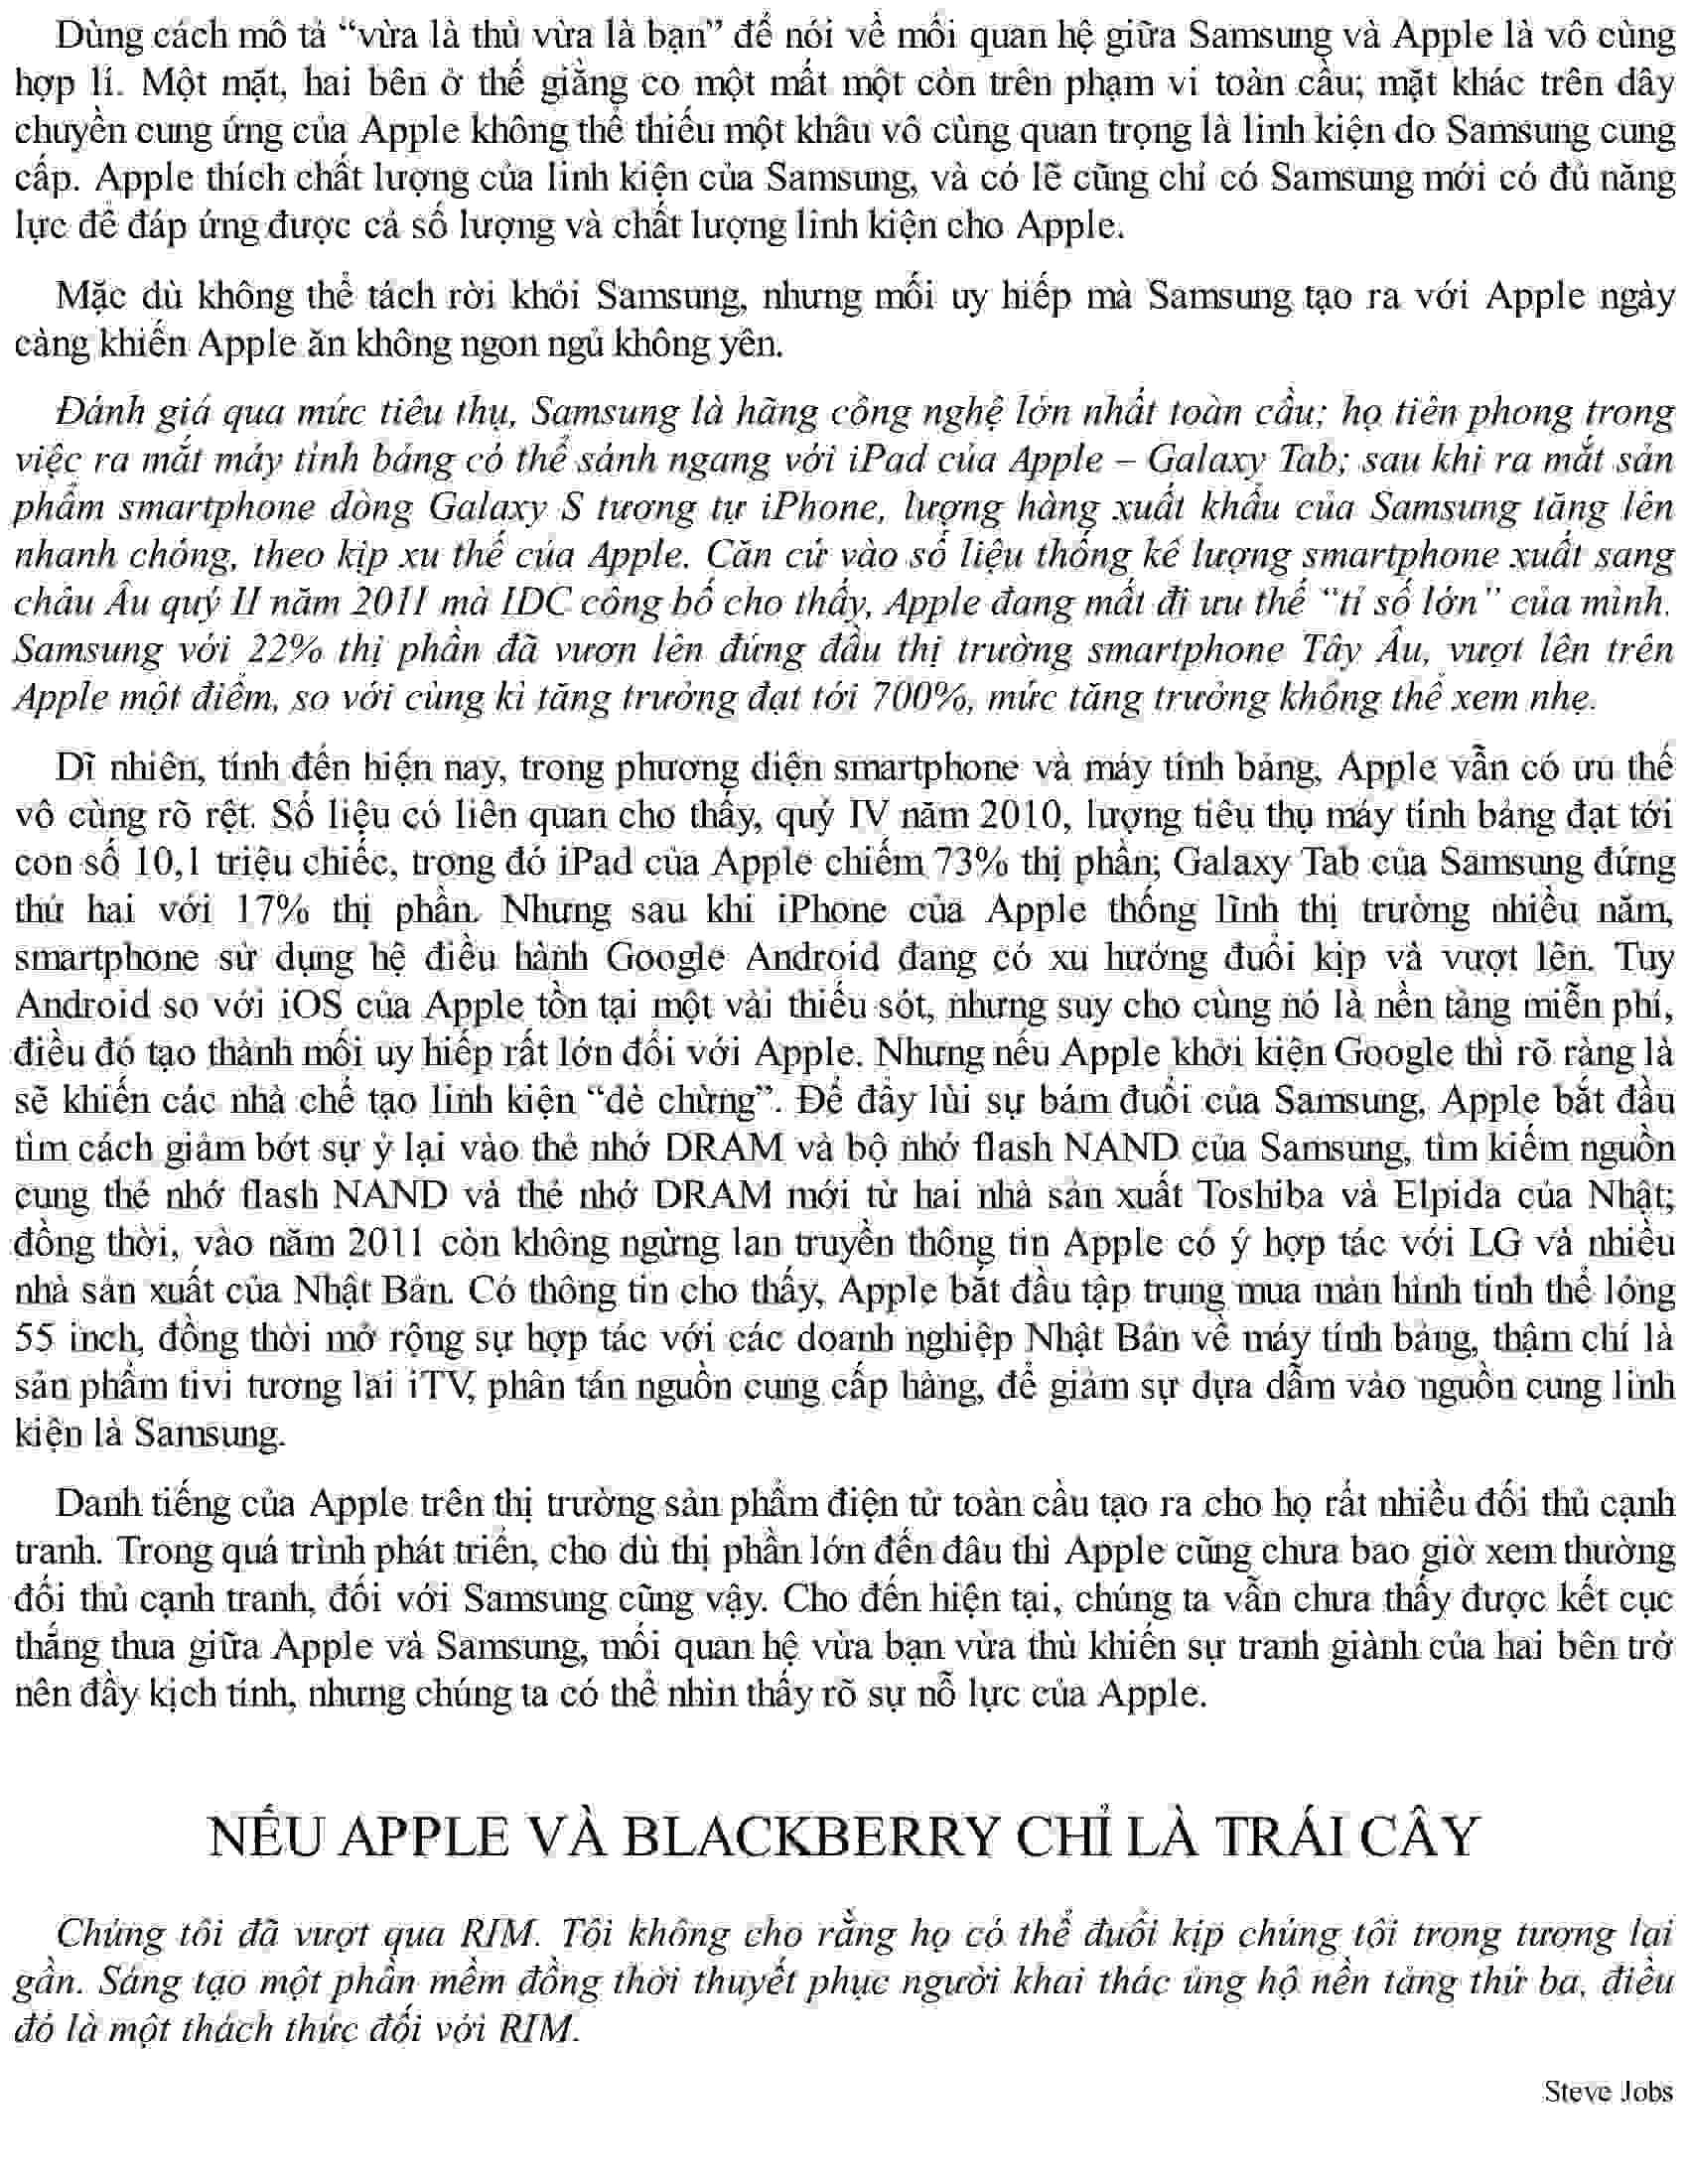 Dùng cách mô tả “vừa là thù vừa là bạn” để nói về mối quan hệ giữa Samsung và Apple là vô cùng
hợp lí. Một mặt, hai bên ở thế giằng co một mất một còn trên phạm vi toàn cầu; mặt khác trên dây
chuyền cung ứng của Apple không thể thiếu một khâu vô cùng quan trọng là linh kiện do Samsung cung
cấp. Apple thích chất lượng của linh kiện của Samsung, và có lẽ cũng chỉ có Samsung mới có đủ năng
lực để đáp ứng được cả số lượng và chất lượng linh kiện cho Apple.
Mặc dù không thể tách rời khỏi Samsung, nhưng mối uy hiếp mà Samsung tạo ra với Apple ngày
càng khiến Apple ăn không ngon ngủ không yên.
Đánh giá qua mức tiêu thụ, Samsung là hãng công nghệ lớn nhất toàn cầu; họ tiên phong trong
việc ra mắt máy tính bảng có thể sánh ngang với iPad của Apple – Galaxy Tab; sau khi ra mắt sản
phẩm smartphone dòng Galaxy S tương tự iPhone, lượng hàng xuất khẩu của Samsung tăng lên
nhanh chóng, theo kịp xu thế của Apple. Căn cứ vào số liệu thống kê lượng smartphone xuất sang
châu Âu quý II năm 2011 mà IDC công bố cho thấy, Apple đang mất đi ưu thế “tỉ số lớn” của mình.
Samsung với 22% thị phần đã vươn lên đứng đầu thị trường smartphone Tây Âu, vượt lên trên
Apple một điểm, so với cùng kì tăng trưởng đạt tới 700%, mức tăng trưởng không thể xem nhẹ.
Dĩ nhiên, tính đến hiện nay, trong phương diện smartphone và máy tính bảng, Apple vẫn có ưu thế
vô cùng rõ rệt. Số liệu có liên quan cho thấy, quý IV năm 2010, lượng tiêu thụ máy tính bảng đạt tới
con số 10,1 triệu chiếc, trong đó iPad của Apple chiếm 73% thị phần; Galaxy Tab của Samsung đứng
thứ hai với 17% thị phần. Nhưng sau khi iPhone của Apple thống lĩnh thị trường nhiều năm,
smartphone sử dụng hệ điều hành Google Android đang có xu hướng đuổi kịp và vượt lên. Tuy
Android so với iOS của Apple tồn tại một vài thiếu sót, nhưng suy cho cùng nó là nền tảng miễn phí,
điều đó tạo thành mối uy hiếp rất lớn đối với Apple. Nhưng nếu Apple khởi kiện Google thì rõ ràng là
sẽ khiến các nhà chế tạo linh kiện “dè chừng”. Để đẩy lùi sự bám đuổi của Samsung, Apple bắt đầu
tìm cách giảm bớt sự ỷ lại vào thẻ nhớ DRAM và bộ nhớ flash NAND của Samsung, tìm kiếm nguồn
cung thẻ nhớ flash NAND và thẻ nhớ DRAM mới từ hai nhà sản xuất Toshiba và Elpida của Nhật;
đồng thời, vào năm 2011 còn không ngừng lan truyền thông tin Apple có ý hợp tác với LG và nhiều
nhà sản xuất của Nhật Bản. Có thông tin cho thấy, Apple bắt đầu tập trung mua màn hình tinh thể lỏng
55 inch, đồng thời mở rộng sự hợp tác với các doanh nghiệp Nhật Bản về máy tính bảng, thậm chí là
sản phẩm tivi tương lai iTV, phân tán nguồn cung cấp hàng, để giảm sự dựa dẫm vào nguồn cung linh
kiện là Samsung.
Danh tiếng của Apple trên thị trường sản phẩm điện tử toàn cầu tạo ra cho họ rất nhiều đối thủ cạnh
tranh. Trong quá trình phát triển, cho dù thị phần lớn đến đâu thì Apple cũng chưa bao giờ xem thường
đối thủ cạnh tranh, đối với Samsung cũng vậy. Cho đến hiện tại, chúng ta vẫn chưa thấy được kết cục
thắng thua giữa Apple và Samsung, mối quan hệ vừa bạn vừa thù khiến sự tranh giành của hai bên trở
nên đầy kịch tính, nhưng chúng ta có thể nhìn thấy rõ sự nỗ lực của Apple.
NẾU APPLE VÀ BLACKBERRY CHỈ LÀ TRÁI CÂY
Chúng tôi đã vượt qua RIM. Tôi không cho rằng họ có thể đuổi kịp chúng tôi trong tương lai
gần. Sáng tạo một phần mềm đồng thời thuyết phục người khai thác ủng hộ nền tảng thứ ba, điều
đó là một thách thức đối với RIM.
Steve Jobs